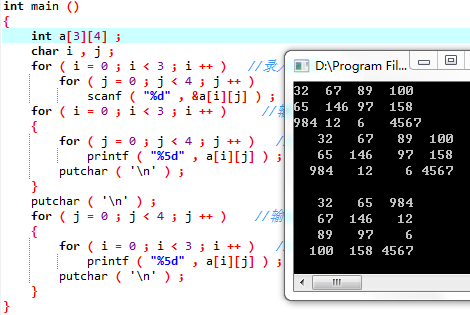 int main ()
{
int a[3][4] ;
char i , j ;
for ( i = 0 ; i < 3 ; i ++ ) //录入
for ( j = 0 ; j < 4 ; j ++ )
scanf ( "%d" , &a[i][j] ) ;
for ( i = 0 ; i < 3 ; i ++ ) //
{
for ( j = 0 ; j < 4 ; j ++ ) //
printf ( "%5d" , a[i][j] ) ;
putchar ( '\n' ) ;
}
putchar ( '\n' ) ;
for ( j = 0 ; j < 4 ; j ++ ) //输
{
for ( i = 0 ; i < 3 ; i ++ ) //
printf ( "%5d" , a[i][j] ) ;
putchar ( '\n' ) ;
}
}
D:\Program Fil...
32 67 89 100
65 146 97 158
984 12 6 4567
32 67 89 100
65 146 97 158
984 12 6 4567
32 65 984
67 146 12
89 97 6
100 158 4567